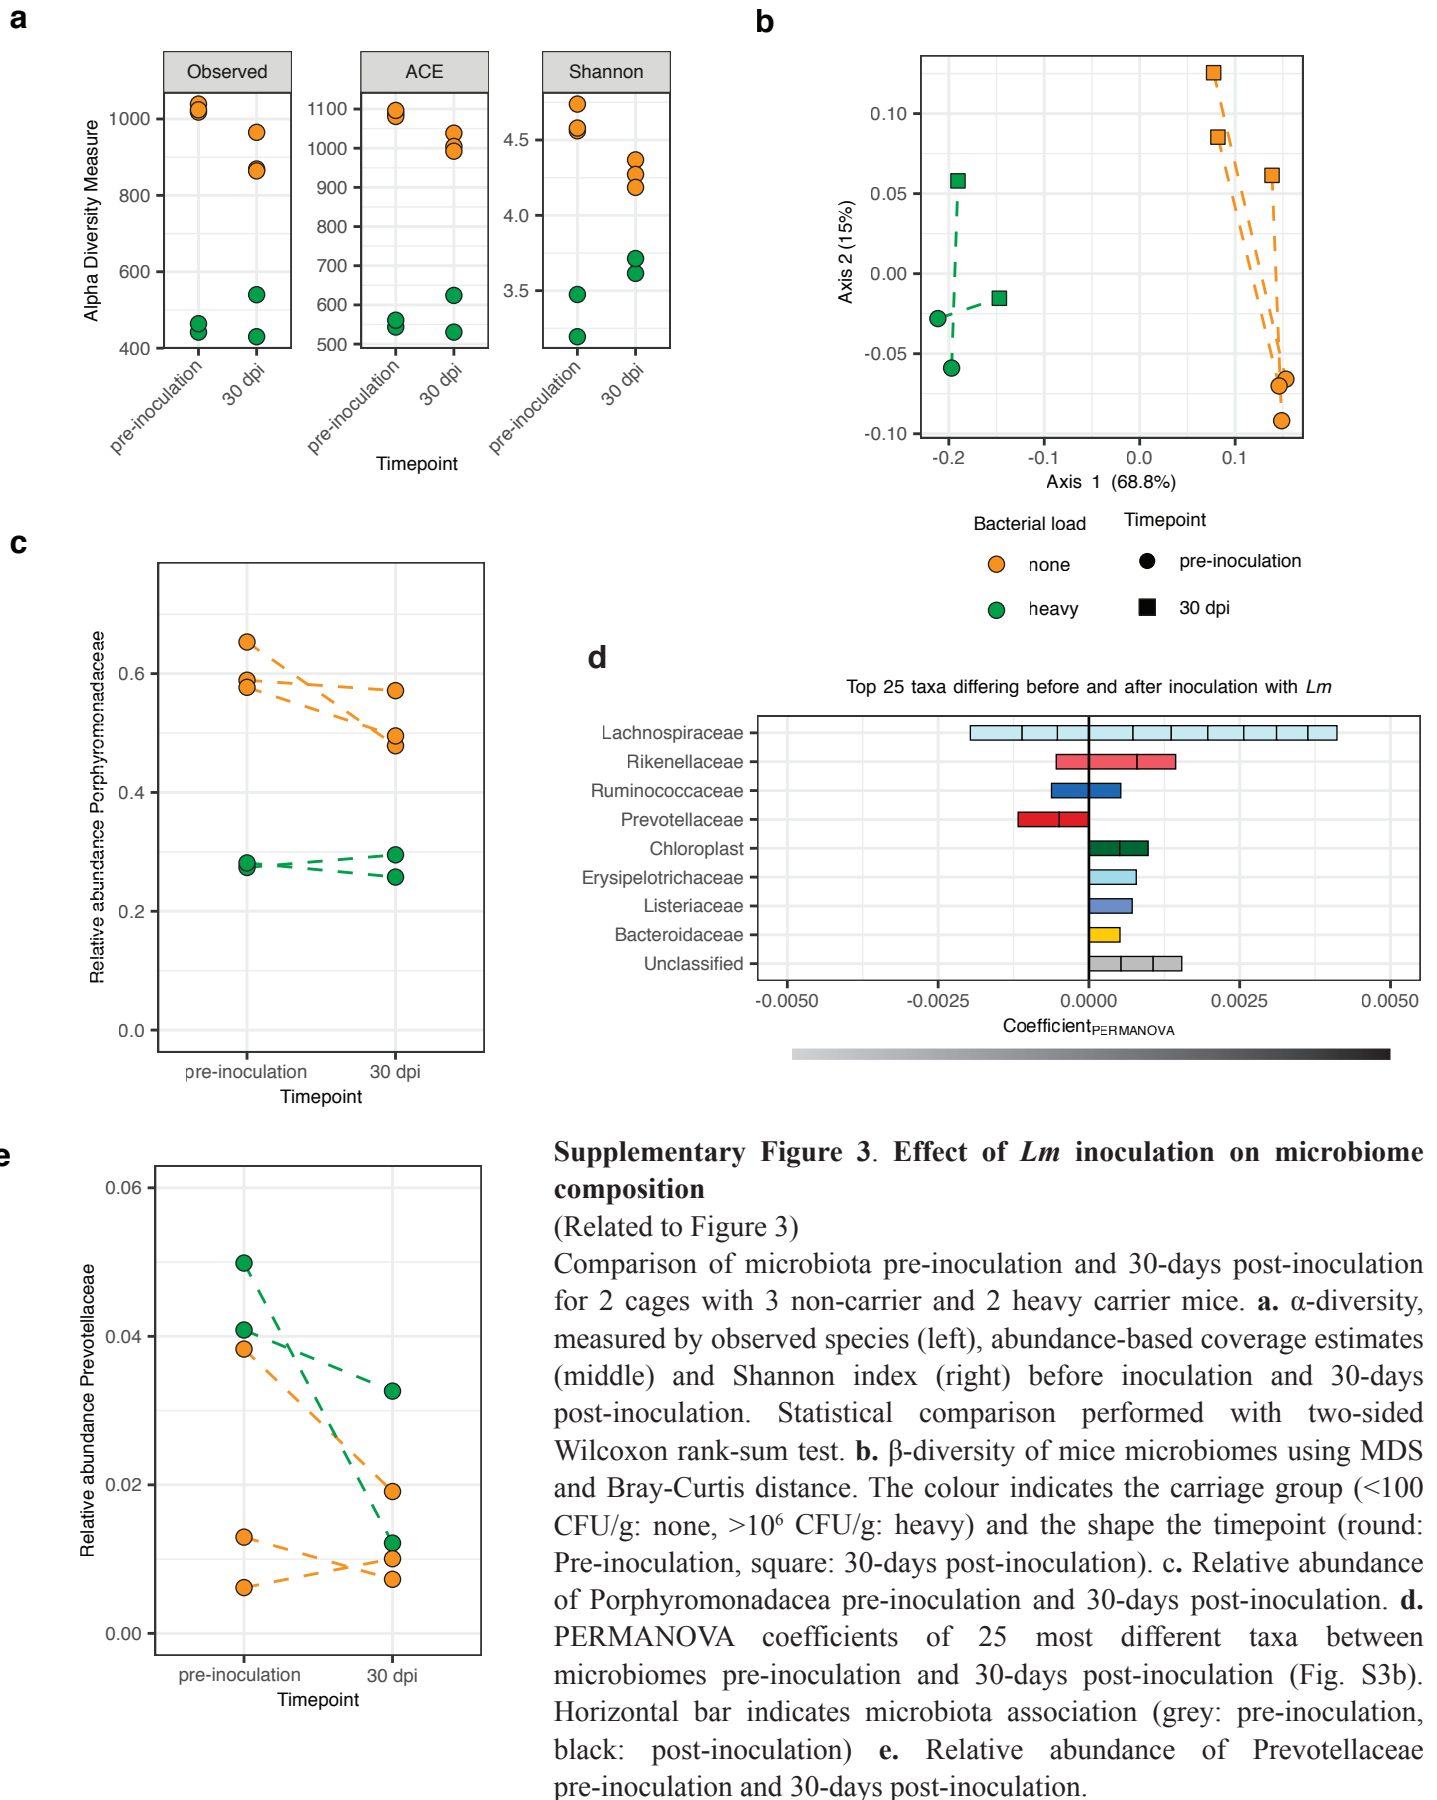 a
Observed
ACE
Shannon
Alpha Diversity Measure
1000
800
600
400
1100
1000
900
800
700
600
500
4.5
4.0
3.5
pre-inoculation
30 dpi
pre-inoculation
30 dpi
pre-inoculation
30 dpi
Timepoint
b
Axis 2 (15%)
0.10
0.05
0.00
-0.05
-0.10
-0.2
-0.1
0.0
0.1
Axis 1 (68.8%)
Bacterial load
none
heavy
Timepoint
pre-inoculation
30 dpi
c
Relative abundance Porphyromonadaceae
0.6
0.4
0.2
0.0
pre-inoculation
30 dpi
Timepoint
d
Top 25 taxa differing before and after inoculation with Lm
Lachnospiraceae
Rikenellaceae
Ruminococcaceae
Prevotellaceae
Chloroplast
Erysipelotrichaceae
Listeriaceae
Bacteroidaceae
Unclassified
-0.0050
-0.0025
0.0000
0.0025
0.0050
CoefficientPERMANOVA
e
Relative abundance Prevotellaceae
0.06
0.04
0.02
0.00
pre-inoculation
30 dpi
Timepoint
Supplementary Figure 3. Effect of Lm inoculation on microbiome
composition
(Related to Figure 3)
Comparison of microbiota pre-inoculation and 30-days post-inoculation
for 2 cages with 3 non-carrier and 2 heavy carrier mice. a. α-diversity,
measured by observed species (left), abundance-based coverage estimates
(middle) and Shannon index (right) before inoculation and 30-days
post-inoculation. Statistical comparison performed with two-sided
Wilcoxon rank-sum test. b. β-diversity of mice microbiomes using MDS
and Bray-Curtis distance. The colour indicates the carriage group (<100
CFU/g: none, >10⁶ CFU/g: heavy) and the shape the timepoint (round:
Pre-inoculation, square: 30-days post-inoculation). c. Relative abundance
of Porphyromonadacea pre-inoculation and 30-days post-inoculation. d.
PERMANOVA coefficients of 25 most different taxa between
microbiomes pre-inoculation and 30-days post-inoculation (Fig. S3b).
Horizontal bar indicates microbiota association (grey: pre-inoculation,
black: post-inoculation) e. Relative abundance of Prevotellaceae
pre-inoculation and 30-days post-inoculation.